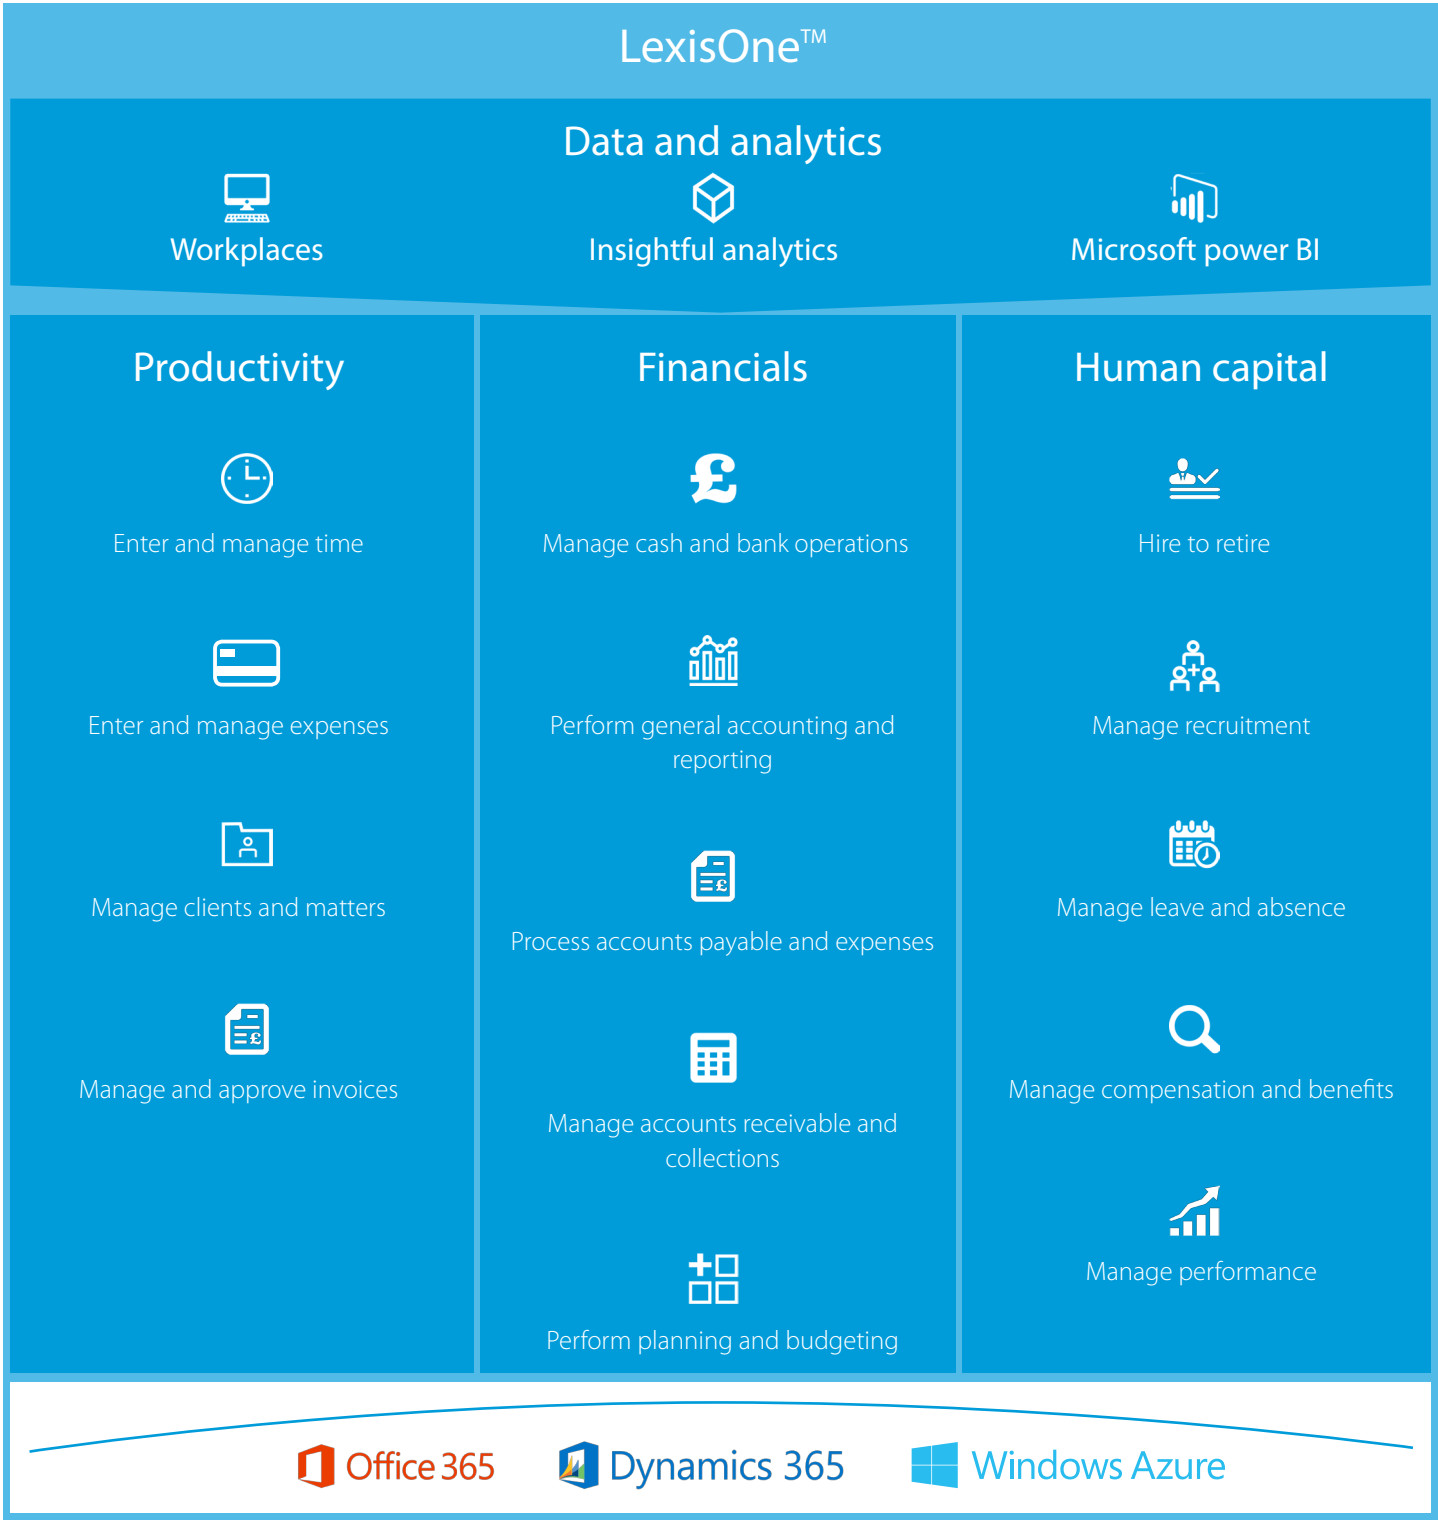 LexisOne™
Data and analytics
Workplaces
Insightful analytics
Microsoft power BI
Productivity
Enter and manage time
Enter and manage expenses
Manage clients and matters
Manage and approve invoices
Financials
£
Manage cash and bank operations
Perform general accounting and
reporting
£
Process accounts payable and expenses
Manage accounts receivable and
collections
Perform planning and budgeting
Human capital
Hire to retire
Manage recruitment
Manage leave and absence
Manage compensation and benefits
Manage performance
Office 365
Dynamics 365
Windows Azure